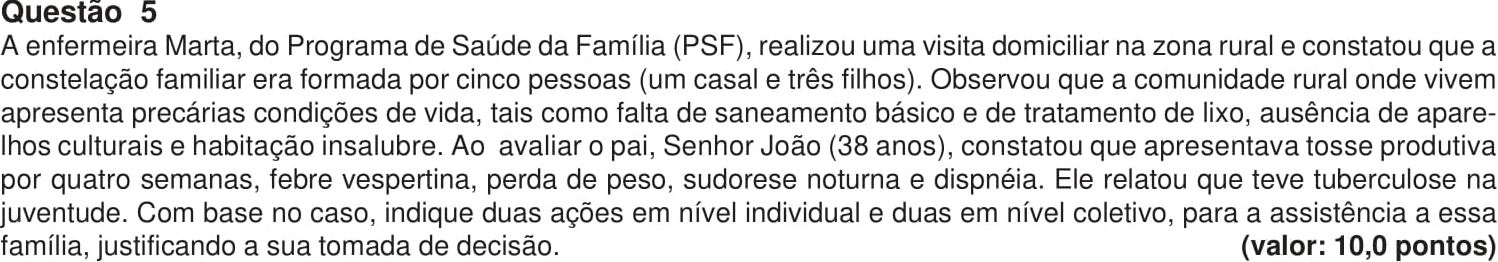 Questão 5
A enfermeira Marta, do Programa de Saúde da Família (PSF), realizou uma visita domiciliar na zona rural e constatou que a
constelação familiar era formada por cinco pessoas (um casal e três filhos). Observou que a comunidade rural onde vivem
apresenta precárias condições de vida, tais como falta de saneamento básico e de tratamento de lixo, ausência de apare-
lhos culturais e habitação insalubre. Ao avaliar o pai, Senhor João (38 anos), constatou que apresentava tosse produtiva
por quatro semanas, febre vespertina, perda de peso, sudorese noturna e dispnéia. Ele relatou que teve tuberculose na
juventude. Com base no caso, indique duas ações em nível individual e duas em nível coletivo, para a assistência a essa
família, justificando a sua tomada de decisão. (valor: 10,0 pontos)